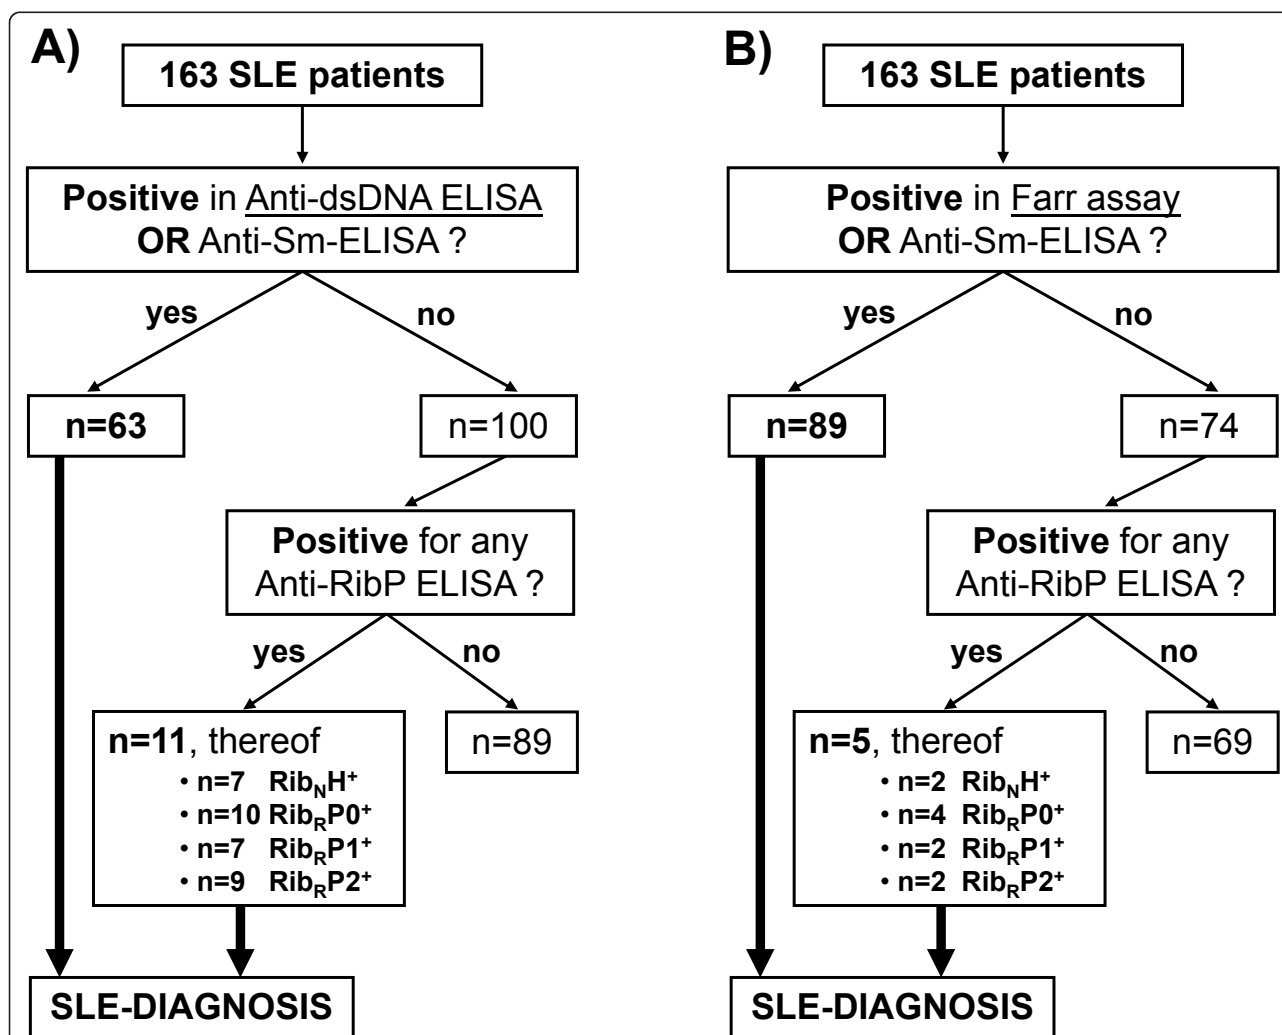 A)
163 SLE patients
Positive in Anti-dsDNA ELISA
OR Anti-Sm-ELISA ?
yes
no
n=63
n=100
Positive for any
Anti-RibP ELISA ?
yes
no
n=11, thereof
• n=7 RibNH+
• n=10 RibRP0+
• n=7 RibRP1+
• n=9 RibRP2+
n=89
SLE-DIAGNOSIS
B)
163 SLE patients
Positive in Farr assay
OR Anti-Sm-ELISA ?
yes
no
n=89
n=74
Positive for any
Anti-RibP ELISA ?
yes
no
n=5, thereof
• n=2 RibNH+
• n=4 RibRP0+
• n=2 RibRP1+
• n=2 RibRP2+
n=69
SLE-DIAGNOSIS